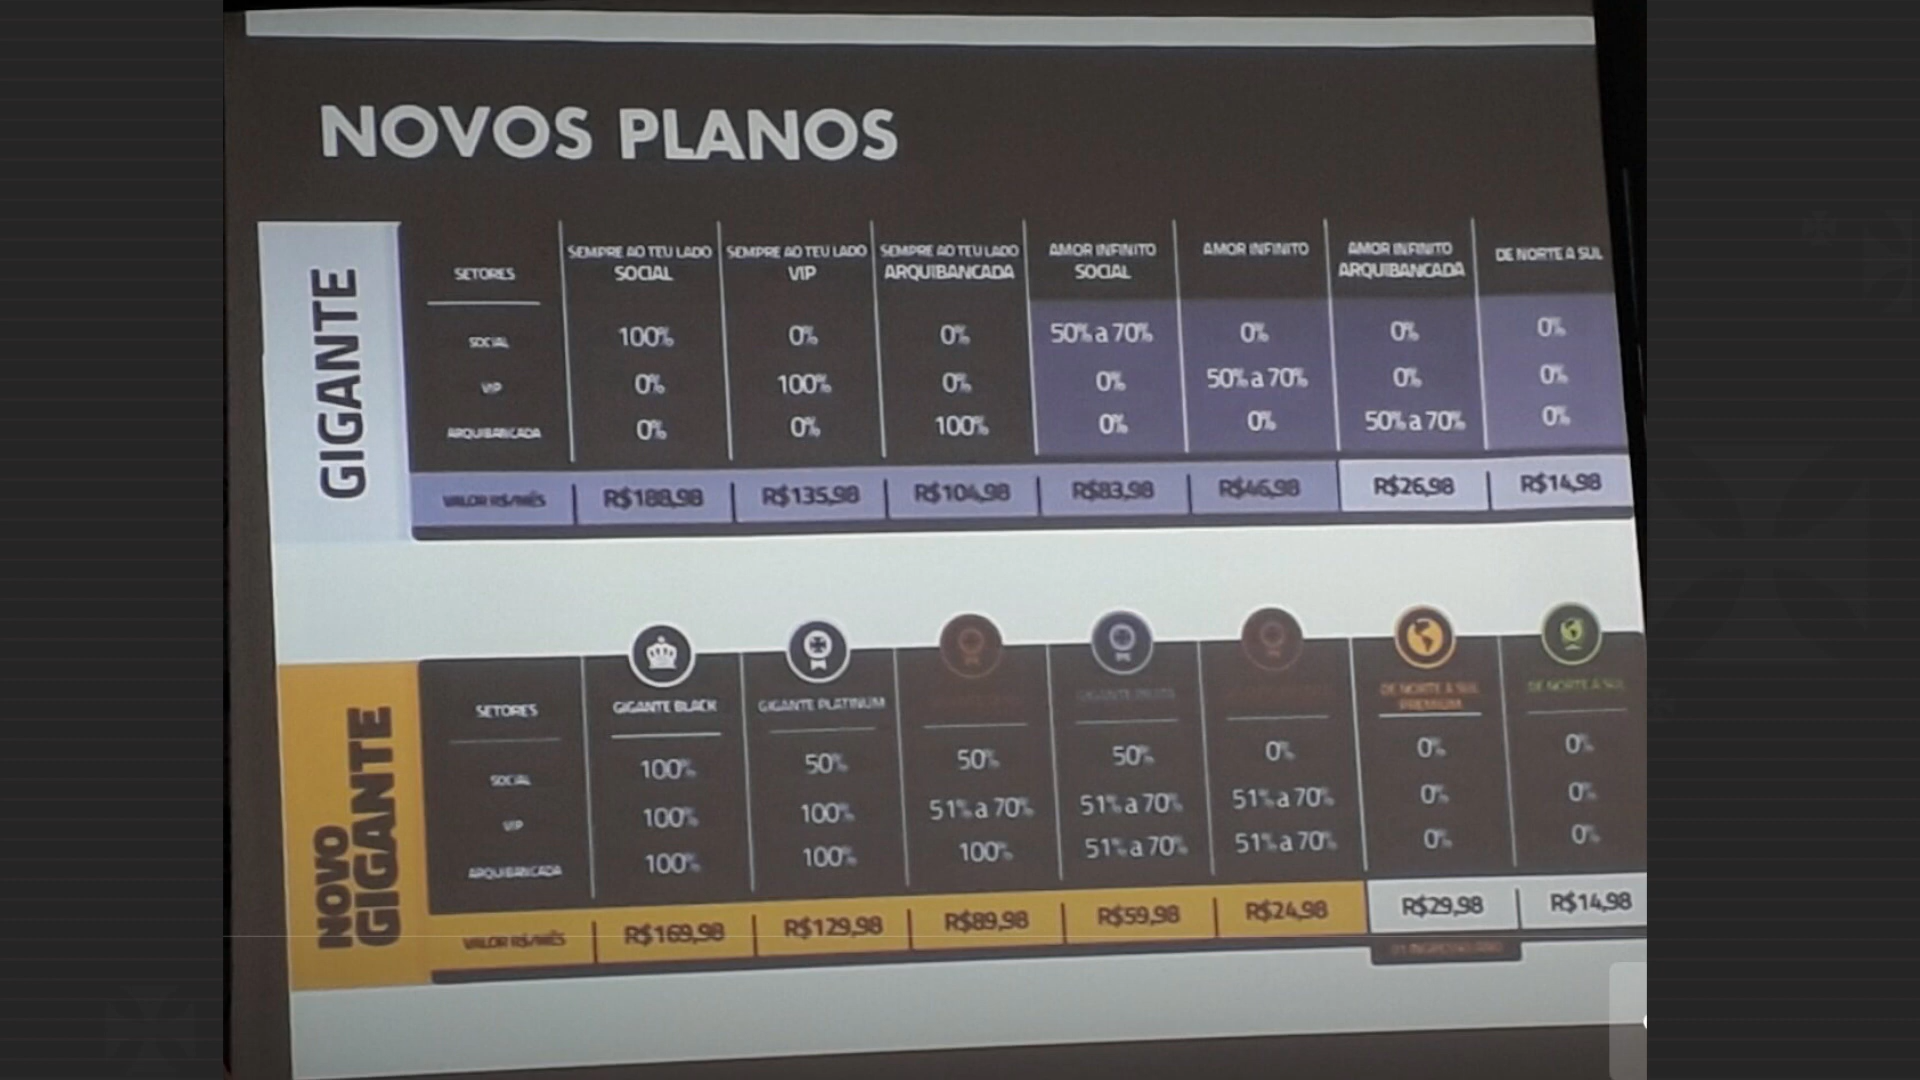 NOVOS PLANOS
GIGANTE
SETORES
SEMPRE AO TEU LADO SOCIAL
SEMPRE AO TEU LADO VIP
SEMPRE AO TEU LADO ARQUIBANCADA
AMOR INFINITO SOCIAL
AMOR INFINITO
AMOR INFINITO ARQUIBANCADA
DE NORTE A SUL
SOCIAL 100% 0% 0% 50% a 70% 0% 0% 0%
VIP 0% 100% 0% 0% 50% a 70% 0% 0%
ARQUIBANCADA 0% 0% 100% 0% 0% 50% a 70% 0%
VALOR R$/MÊS R$188,98 R$135,98 R$104,98 R$83,98 R$46,98 R$26,98 R$14,98
NOVO GIGANTE
SETORES
GIGANTE BLACK
GIGANTE PLATINUM
DE NORTE A SUL PREMIUM
DE NORTE A SUL
SOCIAL 100% 50% 50% 50% 0% 0% 0%
VIP 100% 100% 51% a 70% 51% a 70% 51% a 70% 0% 0%
ARQUIBANCADA 100% 100% 100% 51% a 70% 51% a 70% 0% 0%
VALOR R$/MÊS R$169,98 R$129,98 R$89,98 R$59,98 R$24,98 R$29,98 R$14,98